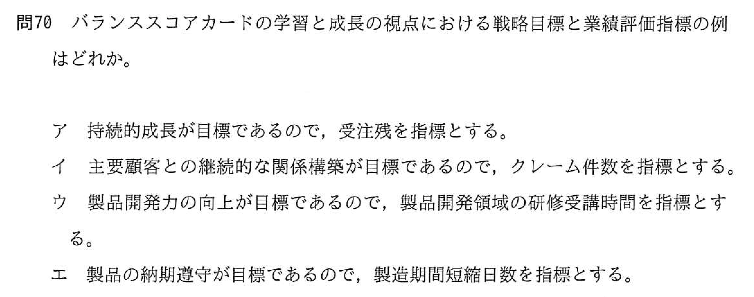 問70　バランススコアカードの学習と成長の視点における戦略目標と業績評価指標の例
はどれか。
ア　持続的成長が目標であるので，受注残を指標とする。
イ　主要顧客との継続的な関係構築が目標であるので，クレーム件数を指標とする。
ウ　製品開発力の向上が目標であるので，製品開発領域の研修受講時間を指標とす
る。
エ　製品の納期遵守が目標であるので，製造期間短縮日数を指標とする。